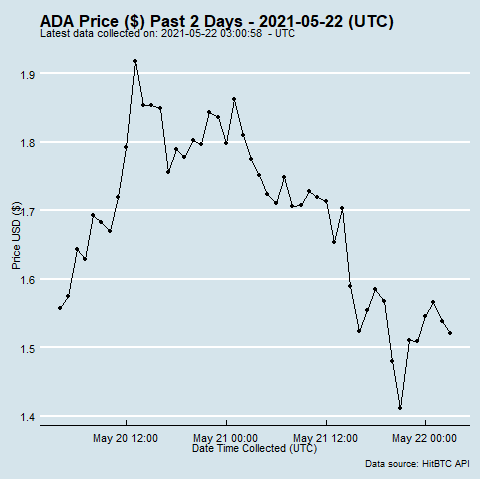 ADA Price ($) Past 2 Days - 2021-05-22 (UTC)
Latest data collected on: 2021-05-22 03:00:58 - UTC
1.9
1.8
1.7
1.6
1.5
1.4
Price USD ($)
May 20 12:00 May 21 00:00 May 21 12:00 May 22 00:00
Date Time Collected (UTC)
Data source: HitBTC API